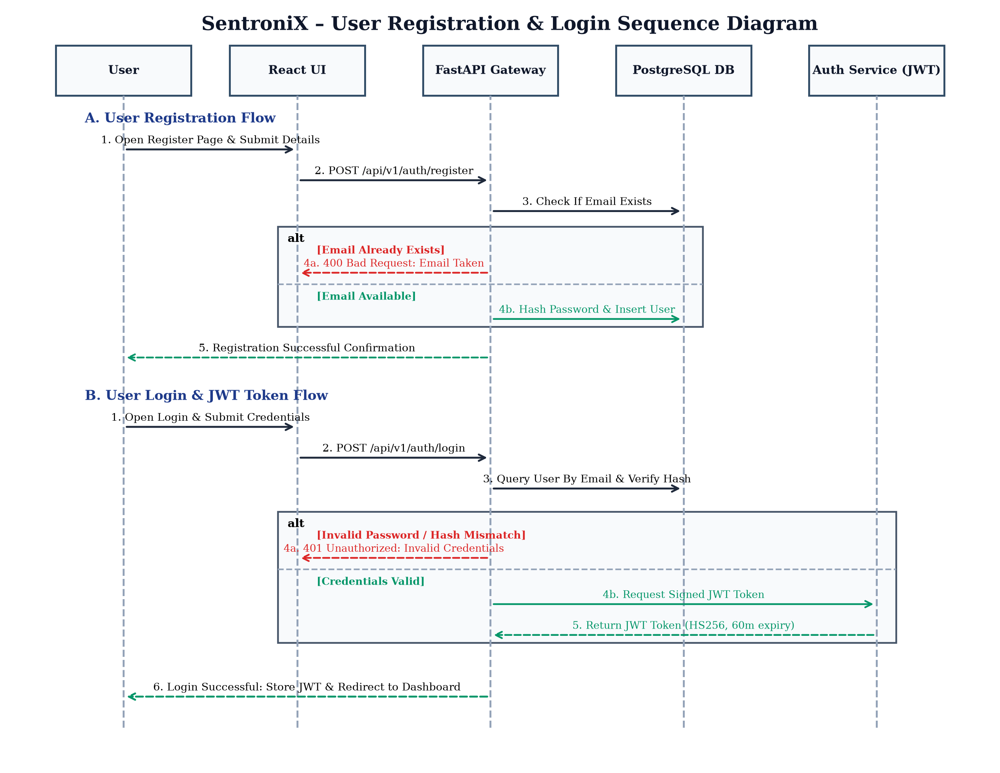 SentroniX – User Registration & Login Sequence Diagram
User
React UI
FastAPI Gateway
PostgreSQL DB
Auth Service (JWT)
A. User Registration Flow
1. Open Register Page & Submit Details
2. POST /api/v1/auth/register
3. Check If Email Exists
alt
[Email Already Exists]
4a. 400 Bad Request: Email Taken
[Email Available]
4b. Hash Password & Insert User
5. Registration Successful Confirmation
B. User Login & JWT Token Flow
1. Open Login & Submit Credentials
2. POST /api/v1/auth/login
3. Query User By Email & Verify Hash
alt
[Invalid Password / Hash Mismatch]
4a. 401 Unauthorized: Invalid Credentials
[Credentials Valid]
4b. Request Signed JWT Token
5. Return JWT Token (HS256, 60m expiry)
6. Login Successful: Store JWT & Redirect to Dashboard